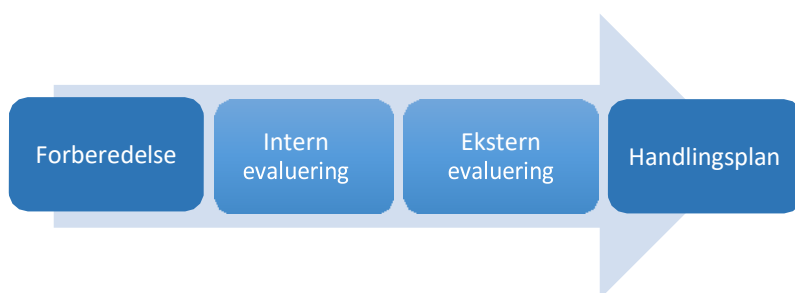 Forberedelse
Intern
evaluering
Ekstern
evaluering
Handlingsplan